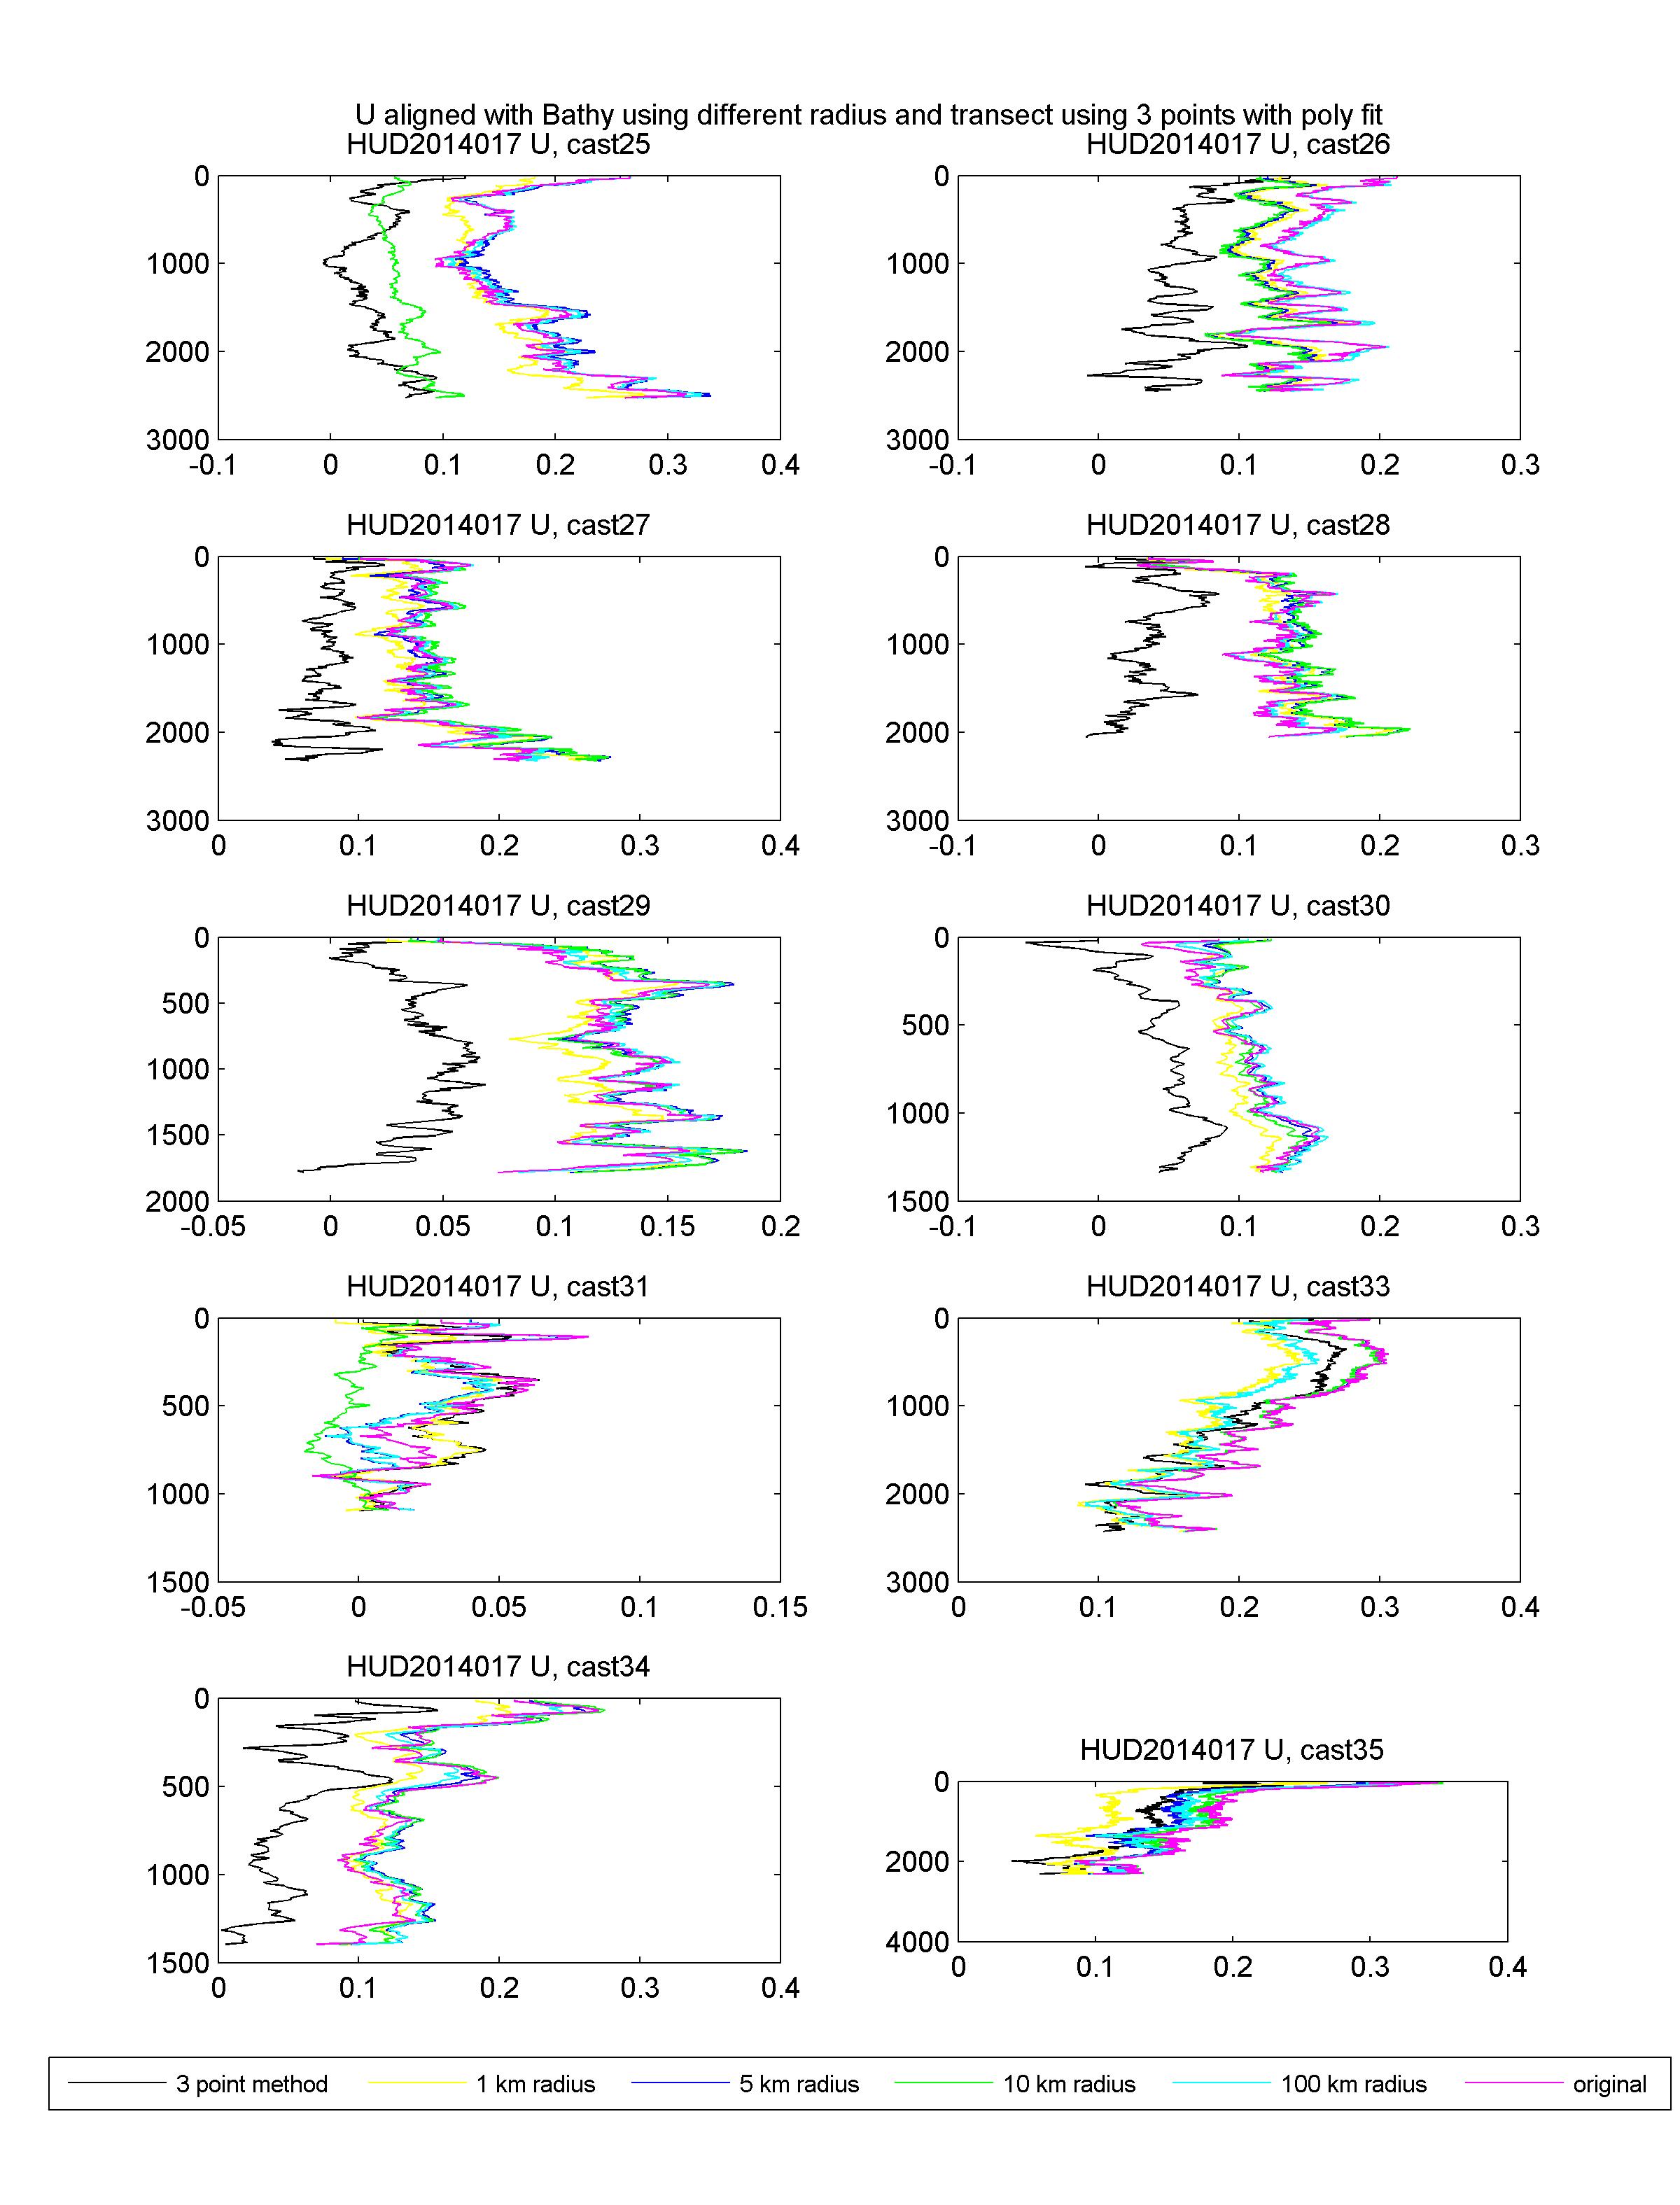 U aligned with Bathy using different radius and transect using 3 points with poly fit
HUD2014017 U, cast25
HUD2014017 U, cast26
0
1000
2000
3000
-0.1 0 0.1 0.2 0.3 0.4
0
1000
2000
3000
-0.1 0 0.1 0.2 0.3
HUD2014017 U, cast27
HUD2014017 U, cast28
0
1000
2000
3000
0 0.1 0.2 0.3 0.4
0
1000
2000
3000
-0.1 0 0.1 0.2 0.3
HUD2014017 U, cast29
HUD2014017 U, cast30
0
500
1000
1500
2000
-0.05 0 0.05 0.1 0.15 0.2
0
500
1000
1500
-0.1 0 0.1 0.2 0.3
HUD2014017 U, cast31
HUD2014017 U, cast33
0
500
1000
1500
-0.05 0 0.05 0.1 0.15
0
1000
2000
3000
0 0.1 0.2 0.3 0.4
HUD2014017 U, cast34
0
500
1000
1500
0 0.1 0.2 0.3 0.4
HUD2014017 U, cast35
0
2000
4000
0 0.1 0.2 0.3 0.4
3 point method 1 km radius 5 km radius 10 km radius 100 km radius original